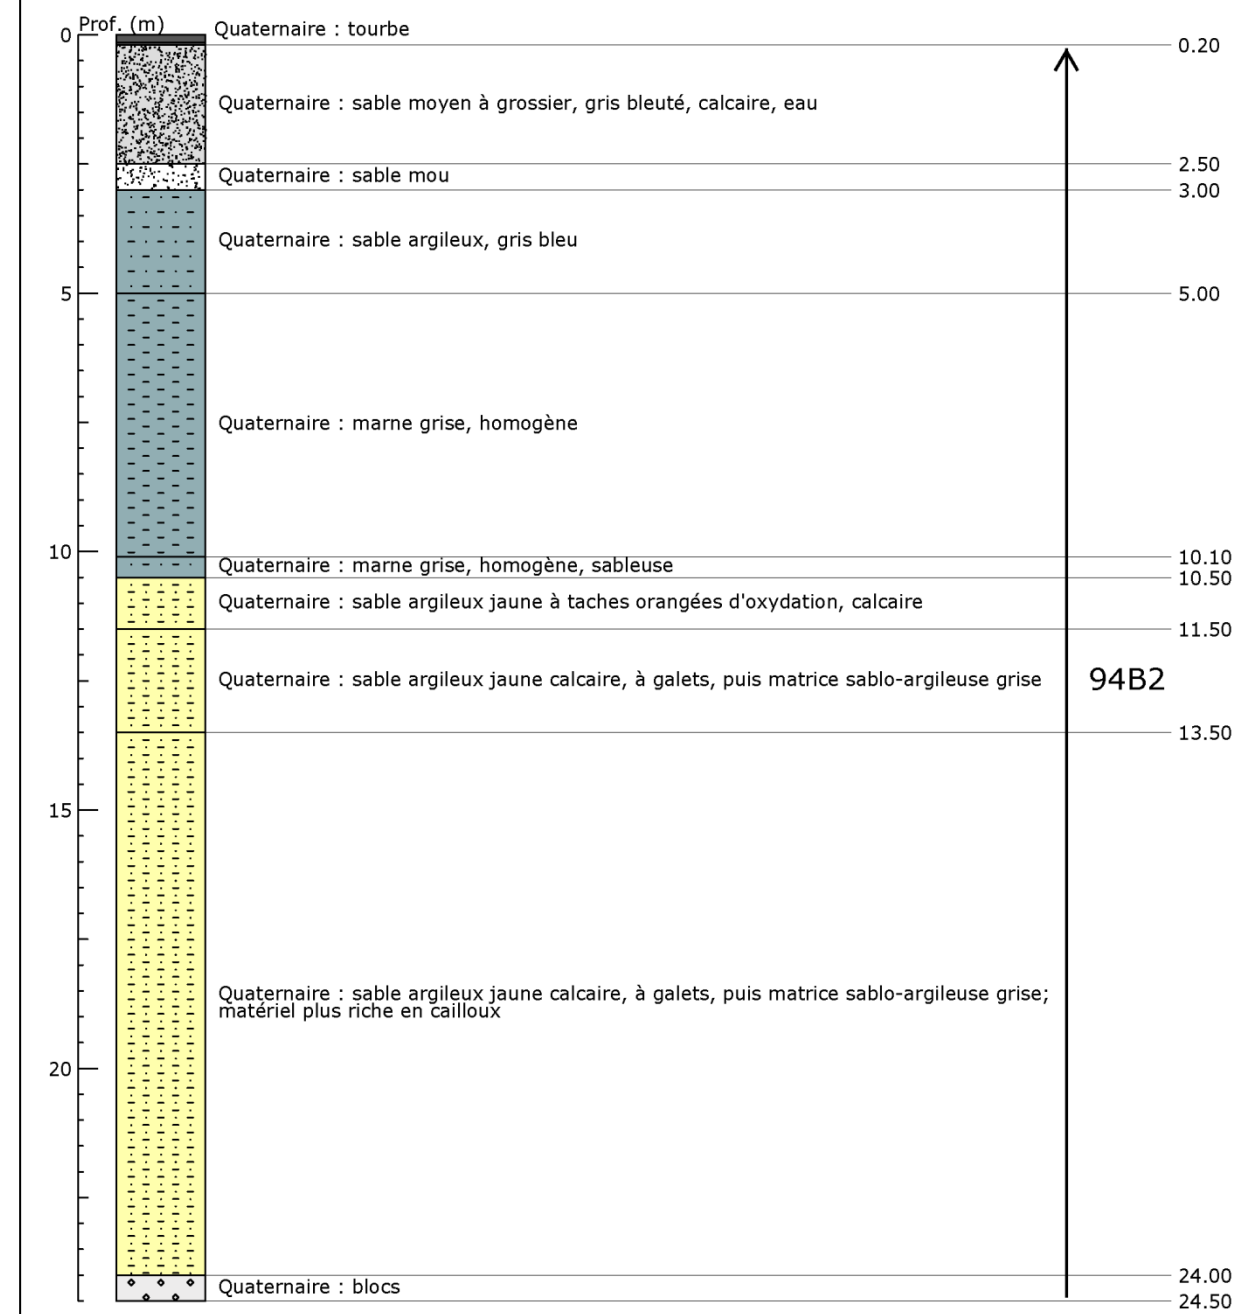 Prof. (m)
0
Quaternaire : tourbe
0.20
Quaternaire : sable moyen à grossier, gris bleuté, calcaire, eau
2.50
Quaternaire : sable mou
3.00
Quaternaire : sable argileux, gris bleu
5
5.00
Quaternaire : marne grise, homogène
10
10.10
Quaternaire : marne grise, homogène, sableuse
10.50
Quaternaire : sable argileux jaune à taches orangées d'oxydation, calcaire
11.50
Quaternaire : sable argileux jaune calcaire, à galets, puis matrice sablo-argileuse grise
94B2
13.50
15
Quaternaire : sable argileux jaune calcaire, à galets, puis matrice sablo-argileuse grise;
matériel plus riche en cailloux
20
24.00
Quaternaire : blocs
24.50